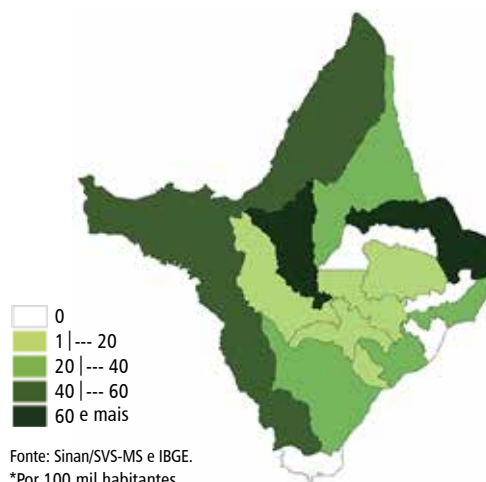 0
1 |--- 20
20 |--- 40
40 |--- 60
60 e mais
Fonte: Sinan/SVS-MS e IBGE.
*Por 100 mil habitantes